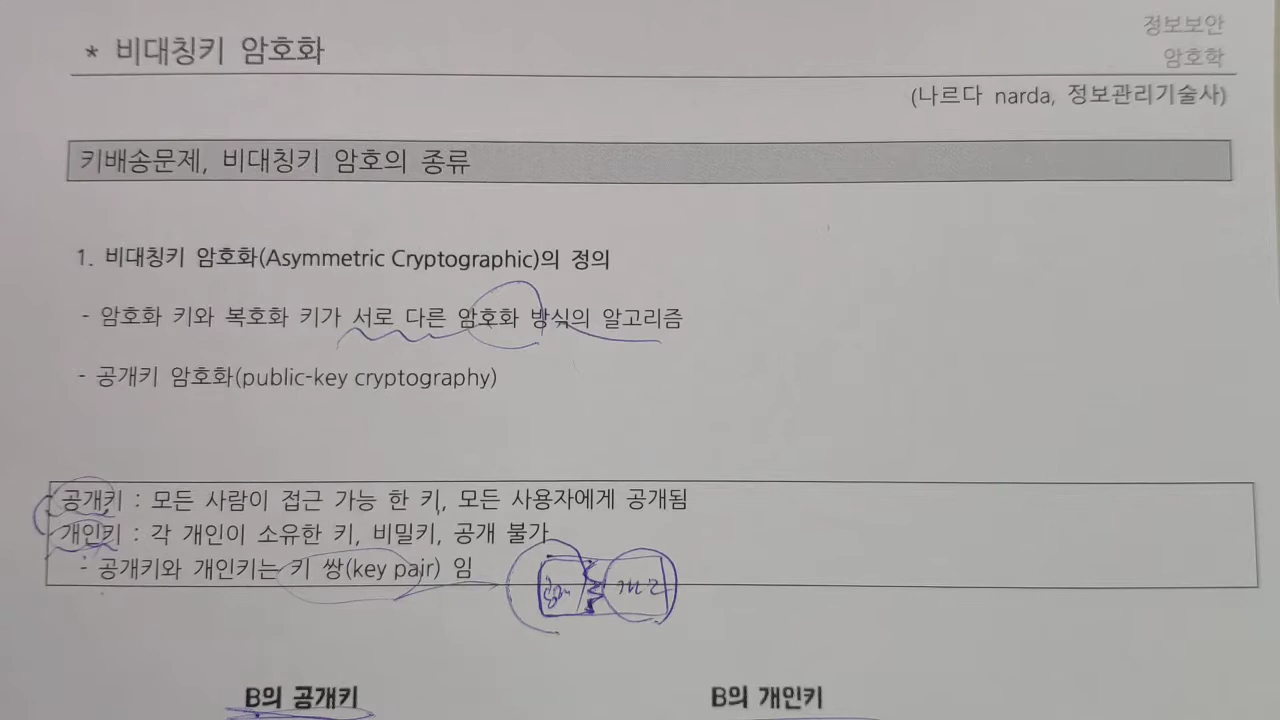 정보보안
* 비대칭키 암호화
암호학
(나르다 narda, 정보관리기술사)
키배송문제, 비대칭키 암호의 종류
1. 비대칭키 암호화(Asymmetric Cryptographic)의 정의
- 암호화 키와 복호화 키가 서로 다른 암호화 방식의 알고리즘
- 공개키 암호화(public-key cryptography)
공개키 : 모든 사람이 접근 가능 한 키, 모든 사용자에게 공개됨
개인키 : 각 개인이 소유한 키, 비밀키, 공개 불가
- 공개키와 개인키는 키 쌍(key pair) 임
B의 공개키
B의 개인키